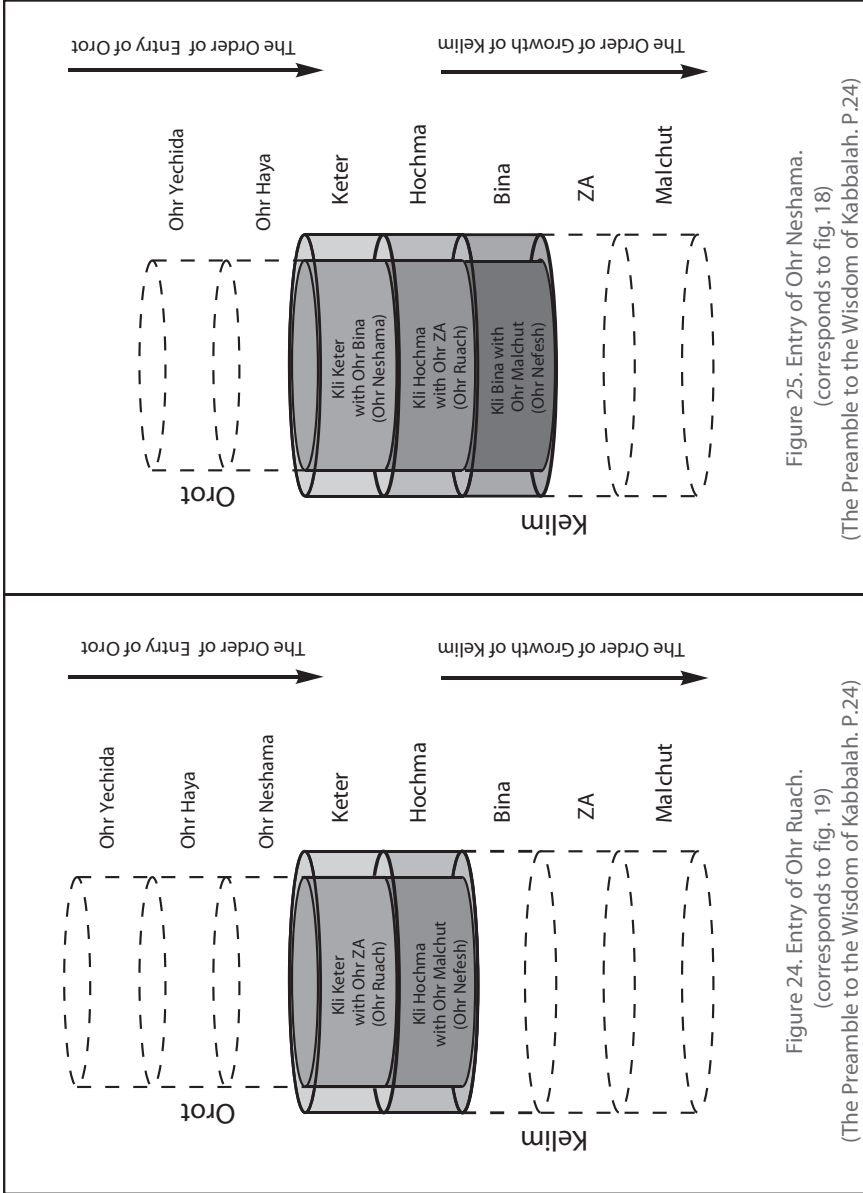 The Order of Entry of Orot
Ohr Yechida
Ohr Haya
Ohr Neshama
Orot
Keter
Kli Keter
with Ohr ZA
(Ohr Ruach)
Hochma
Kli Hochma
with Ohr Malchut
(Ohr Nefesh)
Bina
ZA
Malchut
Kelim
The Order of Growth of Kelim
Figure 24. Entry of Ohr Ruach.
(corresponds to fig. 19)
(The Preamble to the Wisdom of Kabbalah. P.24)
The Order of Entry of Orot
Ohr Yechida
Ohr Haya
Orot
Keter
Kli Keter
with Ohr Bina
(Ohr Neshama)
Hochma
Kli Hochma
with Ohr ZA
(Ohr Ruach)
Bina
Kli Bina with
Ohr Malchut
(Ohr Nefesh)
ZA
Malchut
Kelim
The Order of Growth of Kelim
Figure 25. Entry of Ohr Neshama.
(corresponds to fig. 18)
(The Preamble to the Wisdom of Kabbalah. P.24)